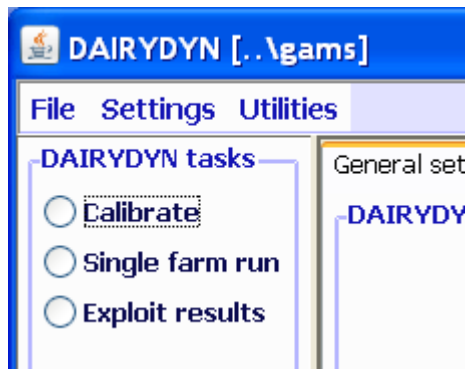 DAIRYDYN [..\gams]
File Settings Utilities
DAIRYDYN tasks
Calibrate
Single farm run
Exploit results
General set
DAIRYDY